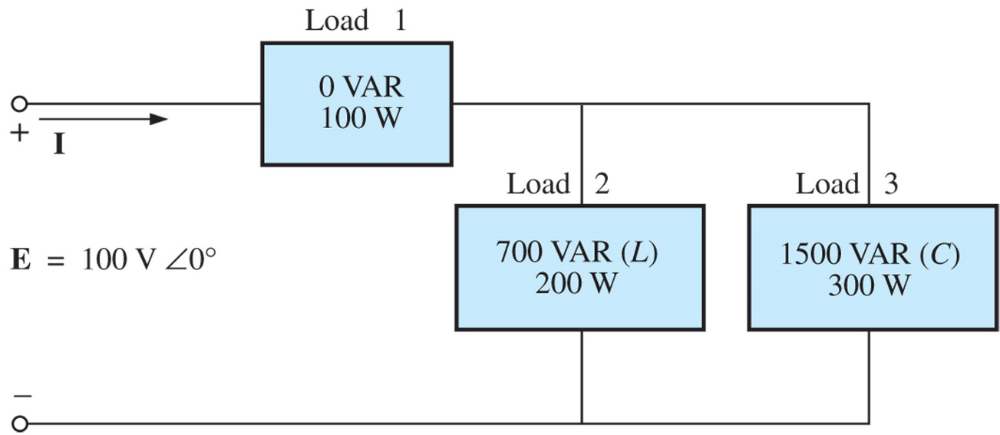 Load 1
0 VAR
100 W
+
I
Load 2
Load 3
E = 100 V ∠0°
700 VAR (L)
200 W
1500 VAR (C)
300 W
−